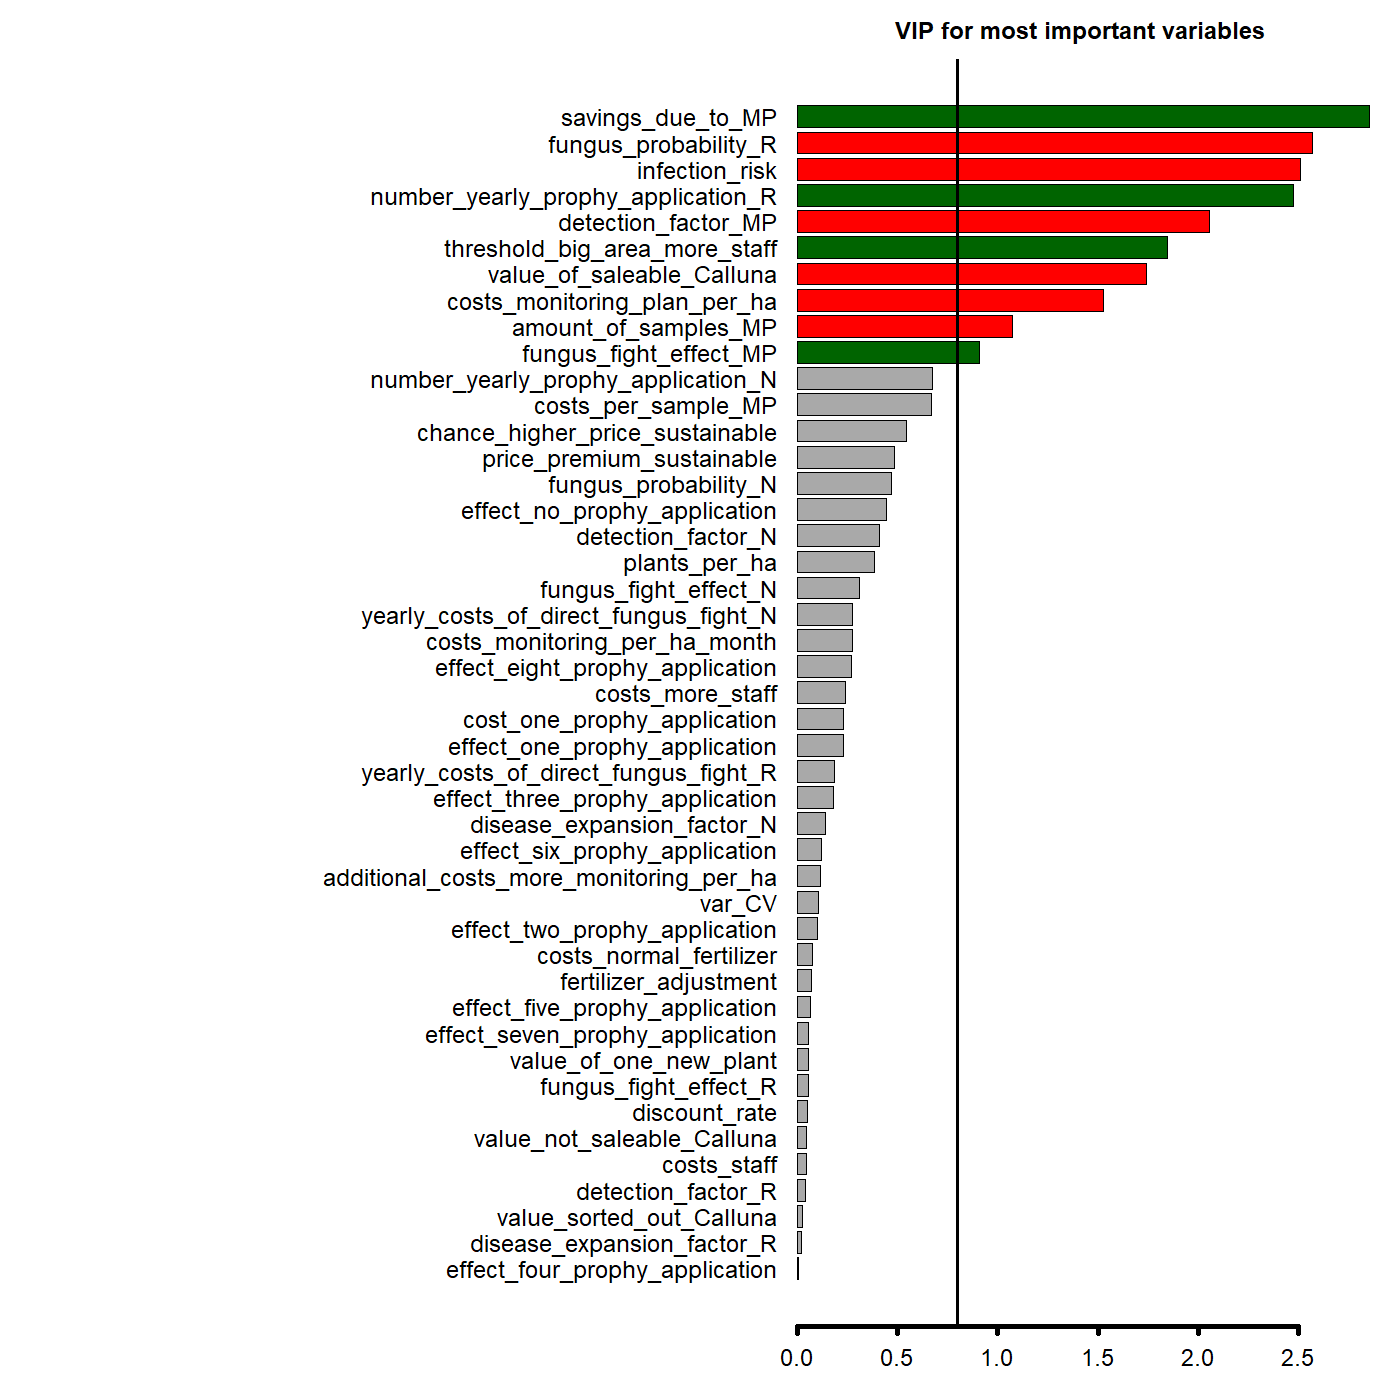 VIP for most important variables
savings_due_to_MP
fungus_probability_R
infection_risk
number_yearly_prophy_application_R
detection_factor_MP
threshold_big_area_more_staff
value_of_saleable_Calluna
costs_monitoring_plan_per_ha
amount_of_samples_MP
fungus_fight_effect_MP
number_yearly_prophy_application_N
costs_per_sample_MP
chance_higher_price_sustainable
price_premium_sustainable
fungus_probability_N
effect_no_prophy_application
detection_factor_N
plants_per_ha
fungus_fight_effect_N
yearly_costs_of_direct_fungus_fight_N
costs_monitoring_per_ha_month
effect_eight_prophy_application
costs_more_staff
cost_one_prophy_application
effect_one_prophy_application
yearly_costs_of_direct_fungus_fight_R
effect_three_prophy_application
disease_expansion_factor_N
effect_six_prophy_application
additional_costs_more_monitoring_per_ha
var_CV
effect_two_prophy_application
costs_normal_fertilizer
fertilizer_adjustment
effect_five_prophy_application
effect_seven_prophy_application
value_of_one_new_plant
fungus_fight_effect_R
discount_rate
value_not_saleable_Calluna
costs_staff
detection_factor_R
value_sorted_out_Calluna
disease_expansion_factor_R
effect_four_prophy_application
0.0 0.5 1.0 1.5 2.0 2.5